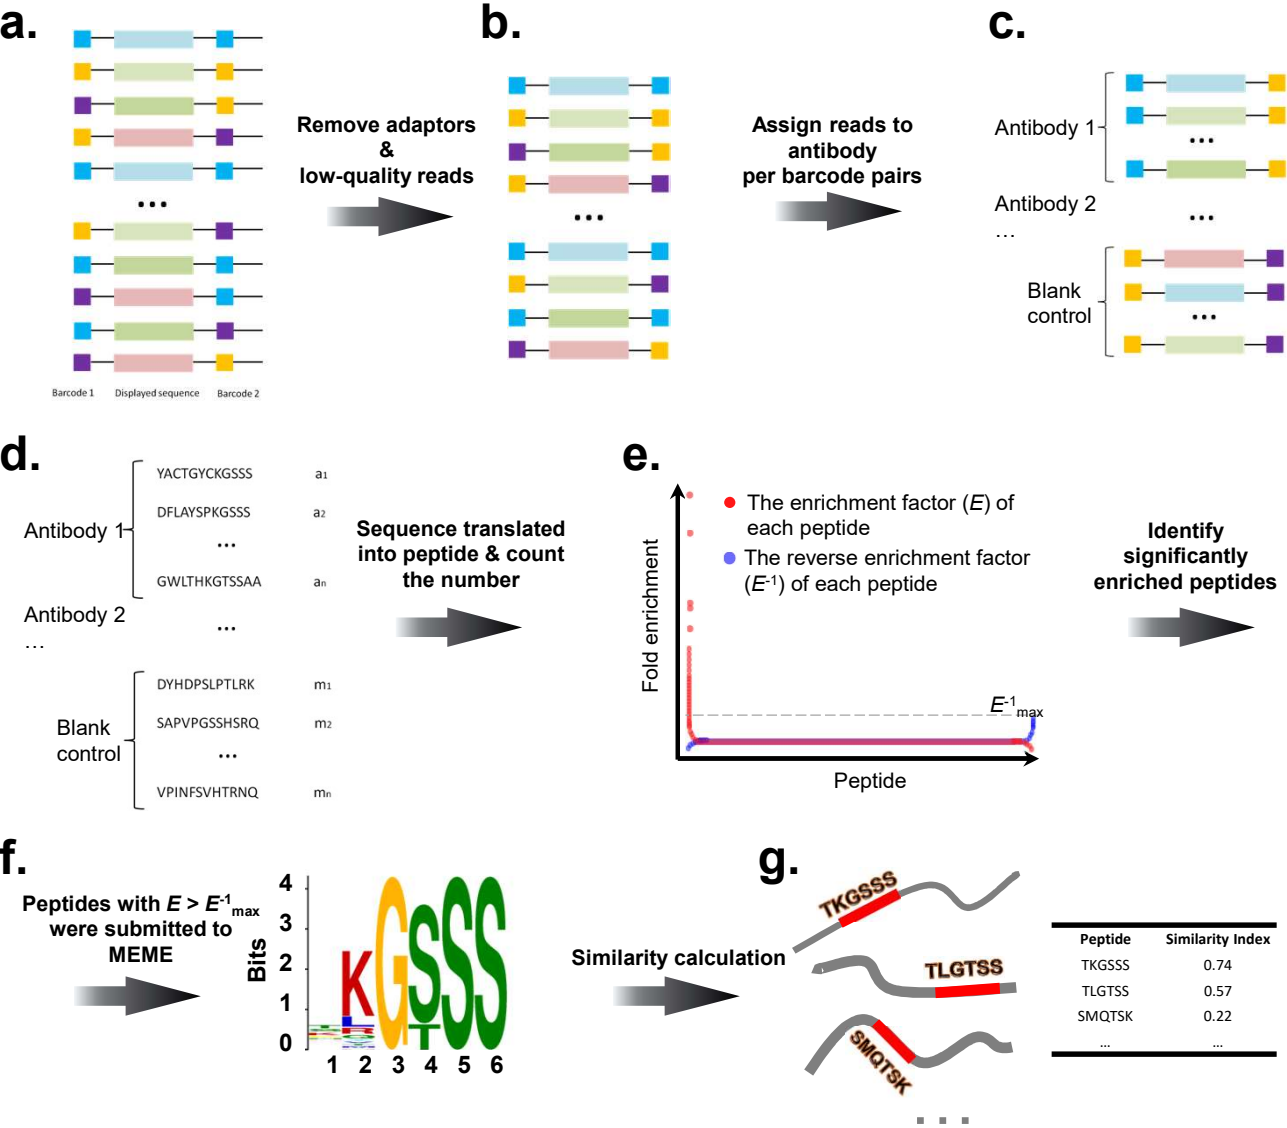 a.
Barcode 1 Displayed sequence Barcode 2
Remove adaptors
&
low-quality reads
b.
Assign reads to
antibody
per barcode pairs
c.
Antibody 1
...
Antibody 2
...
Blank
control
...
d.
Antibody 1
YACTGYCKGSSS a1
DFLAYSPKGSSS a2
...
GWLTHKGTSSAA an
Antibody 2
...
...
Blank
control
DYHDPSLPTLRK m1
SAPVPGSSHSRQ m2
...
VPINFSVHTRNQ mn
Sequence translated
into peptide & count
the number
e.
Fold enrichment
The enrichment factor (E) of
each peptide
The reverse enrichment factor
(E-1) of each peptide
E-1max
Peptide
Identify
significantly
enriched peptides
f.
Peptides with E > E-1max
were submitted to
MEME
Bits
4
3
2
1
0
KGSSS
T
1 2 3 4 5 6
Similarity calculation
g.
TKGSSS
TLGTSS
SMQTSK
...
Peptide Similarity Index
TKGSSS 0.74
TLGTSS 0.57
SMQTSK 0.22
... ...